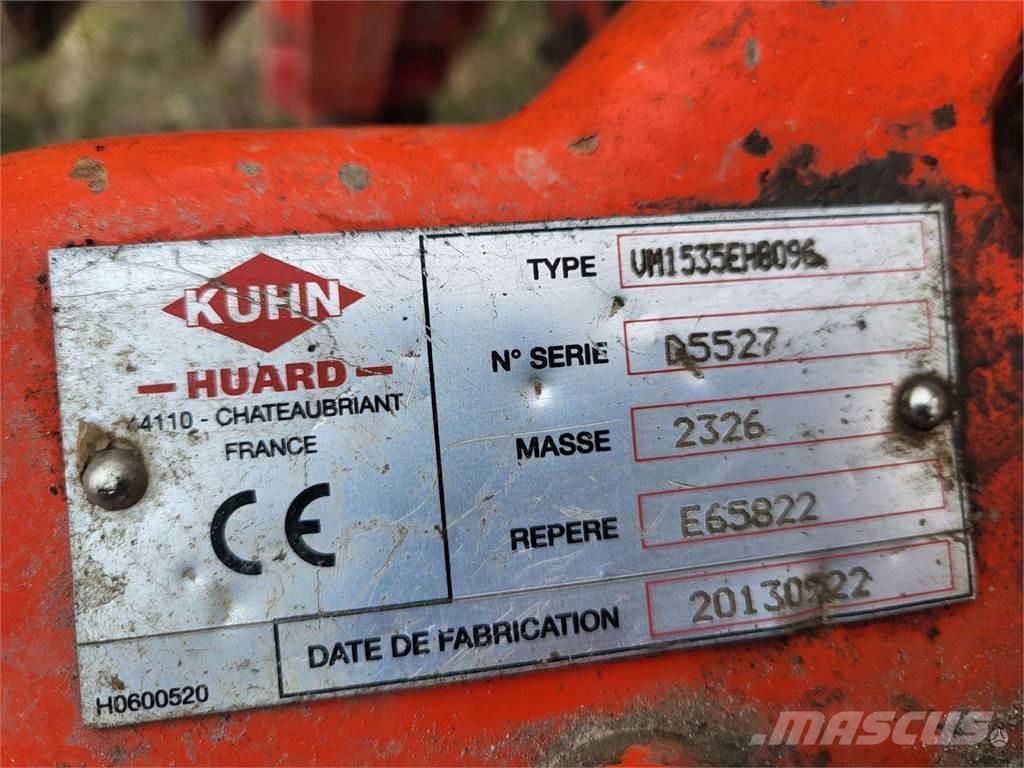 KUHN
- HUARD -
44110 - CHATEAUBRIANT
FRANCE
CE
TYPE VM1535EH8096
N° SERIE D5527
MASSE 2326
REPERE E65822
DATE DE FABRICATION 20130522
H0600520
MASCUS